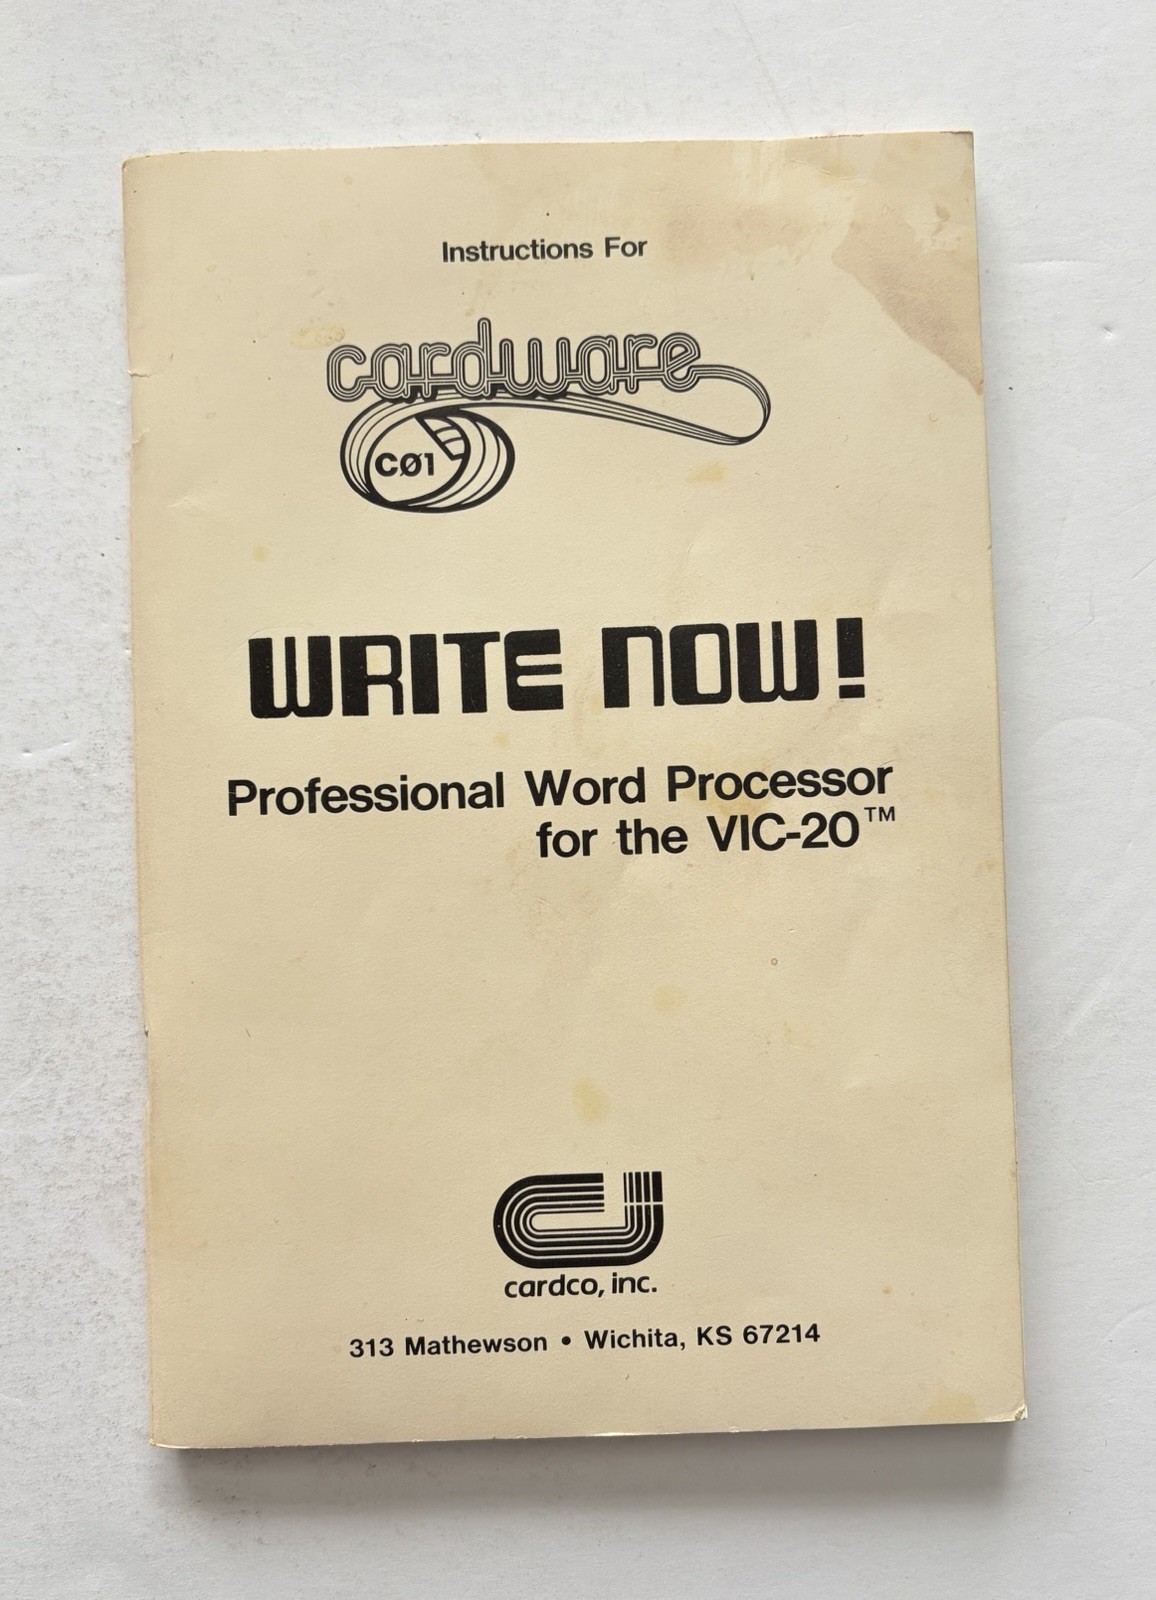 Instructions For
cardware
CØ1
WRITE NOW!
Professional Word Processor
for the VIC-20™
cardco, inc.
313 Mathewson • Wichita, KS 67214